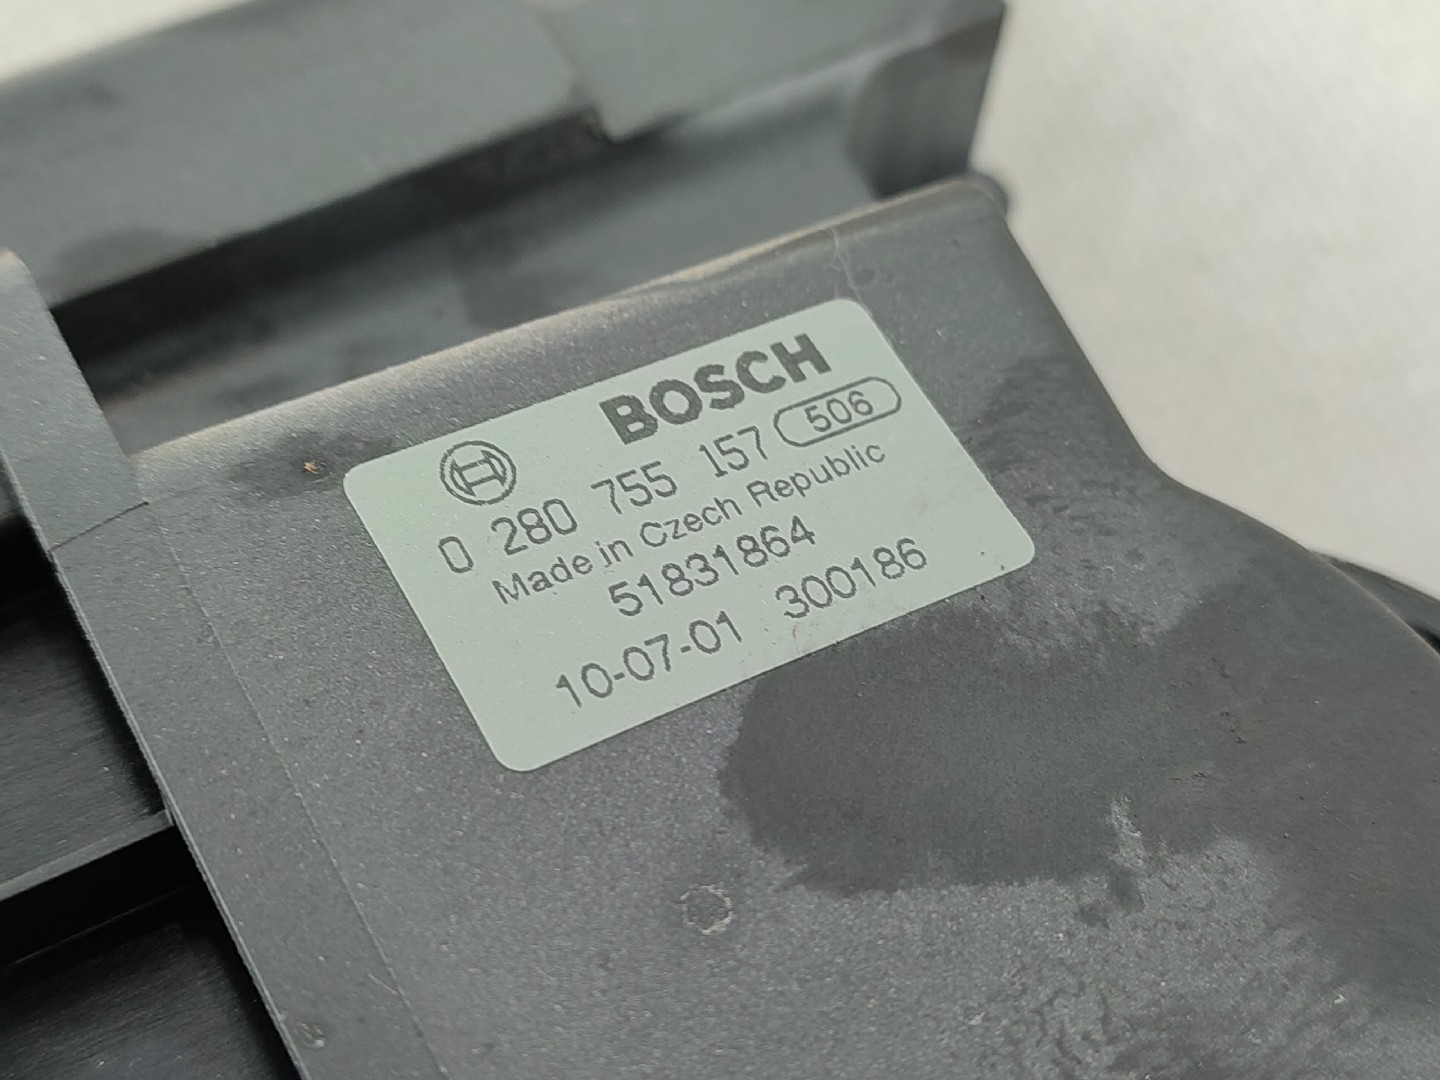 BOSCH
0 280 755 157 506
Made in Czech Republic
51831864
10-07-01 300186